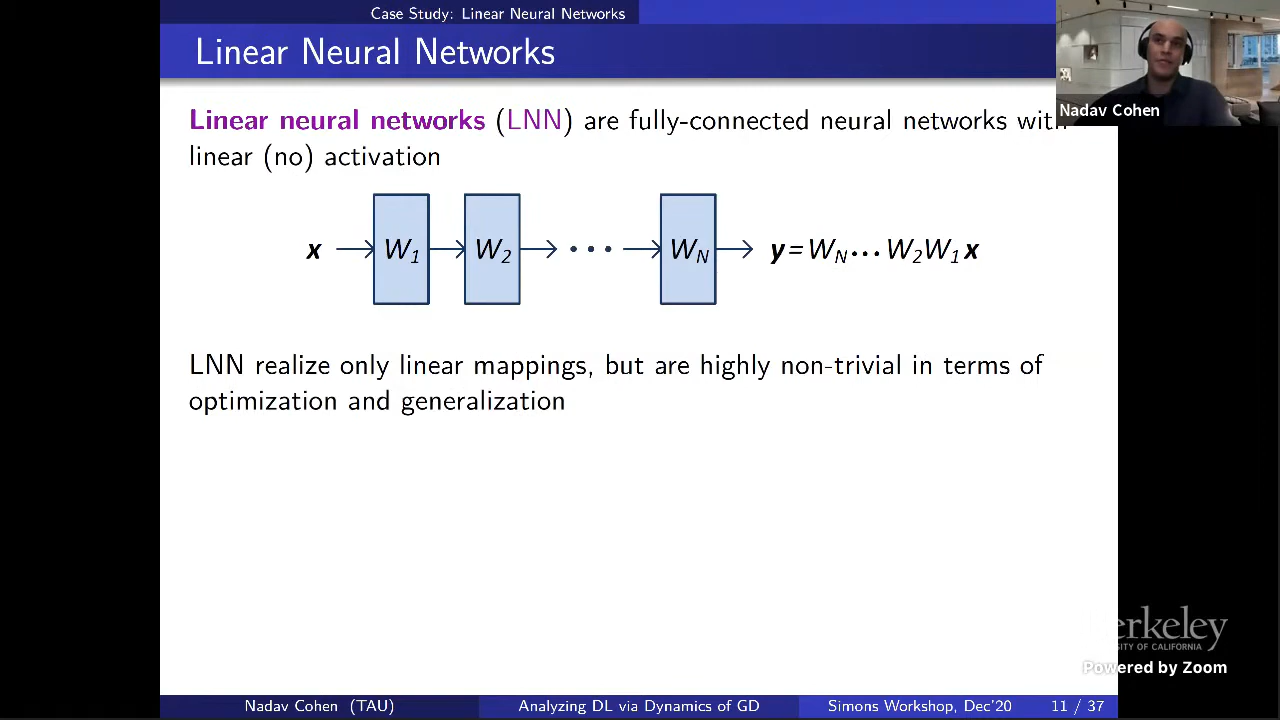 Case Study: Linear Neural Networks
Linear Neural Networks
Nadav Cohen
Linear neural networks (LNN) are fully-connected neural networks with
linear (no) activation
x W₁ W₂ ··· W_N y=W_N···W₂W₁x
LNN realize only linear mappings, but are highly non-trivial in terms of
optimization and generalization
OF CALIFORNIA
Powered by Zoom
Nadav Cohen (TAU) Analyzing DL via Dynamics of GD Simons Workshop, Dec'20 11 / 37